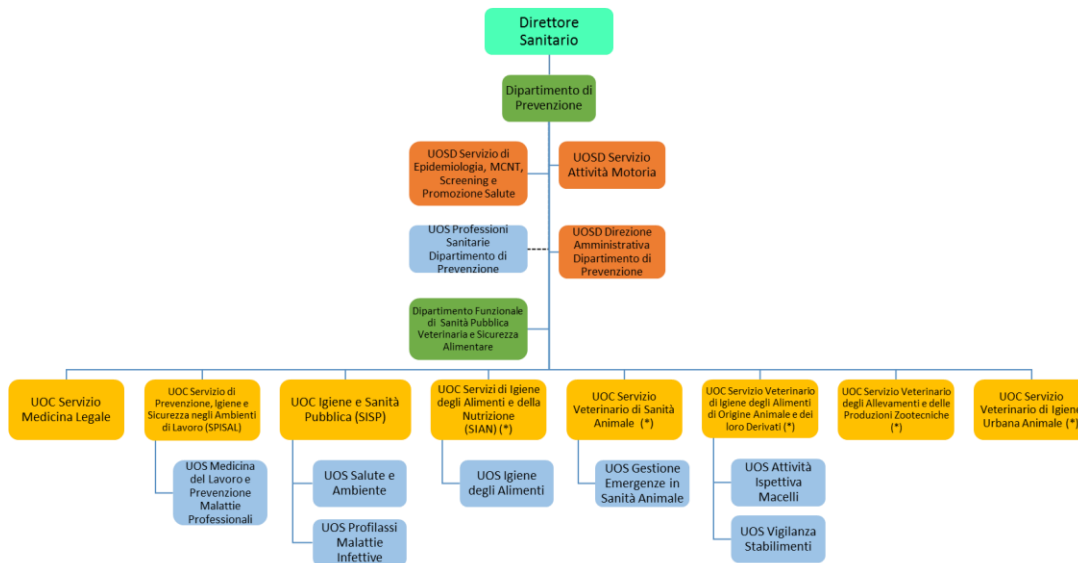 Direttore
Sanitario
Dipartimento di
Prevenzione
UOSD Servizio di
Epidemiologia, MCNT,
Screening e
Promozione Salute
UOSD Servizio
Attività Motoria
UOS Professioni
Sanitarie
Dipartimento di
Prevenzione
UOSD Direzione
Amministrativa
Dipartimento di
Prevenzione
Dipartimento Funzionale
di Sanità Pubblica
Veterinaria e Sicurezza
Alimentare
UOC Servizio
Medicina Legale
UOC Servizio di
Prevenzione, Igiene e
Sicurezza negli Ambienti
di Lavoro (SPISAL)
UOC Igiene e Sanità
Pubblica (SISP)
UOC Servizi di Igiene
degli Alimenti e della
Nutrizione
(SIAN) (*)
UOC Servizio
Veterinario di Sanità
Animale (*)
UOC Servizio Veterinario
di Igiene degli Alimenti
di Origine Animale e dei
loro Derivati (*)
UOC Servizio Veterinario
degli Allevamenti e delle
Produzioni Zootecniche
(*)
UOC Servizio
Veterinario di Igiene
Urbana Animale (*)
UOS Medicina
del Lavoro e
Prevenzione
Malattie
Professionali
UOS Salute e
Ambiente
UOS Igiene
degli Alimenti
UOS Gestione
Emergenze in
Sanità Animale
UOS Attività
Ispettiva
Macelli
UOS Profilassi
Malattie
Infettive
UOS Vigilanza
Stabilimenti